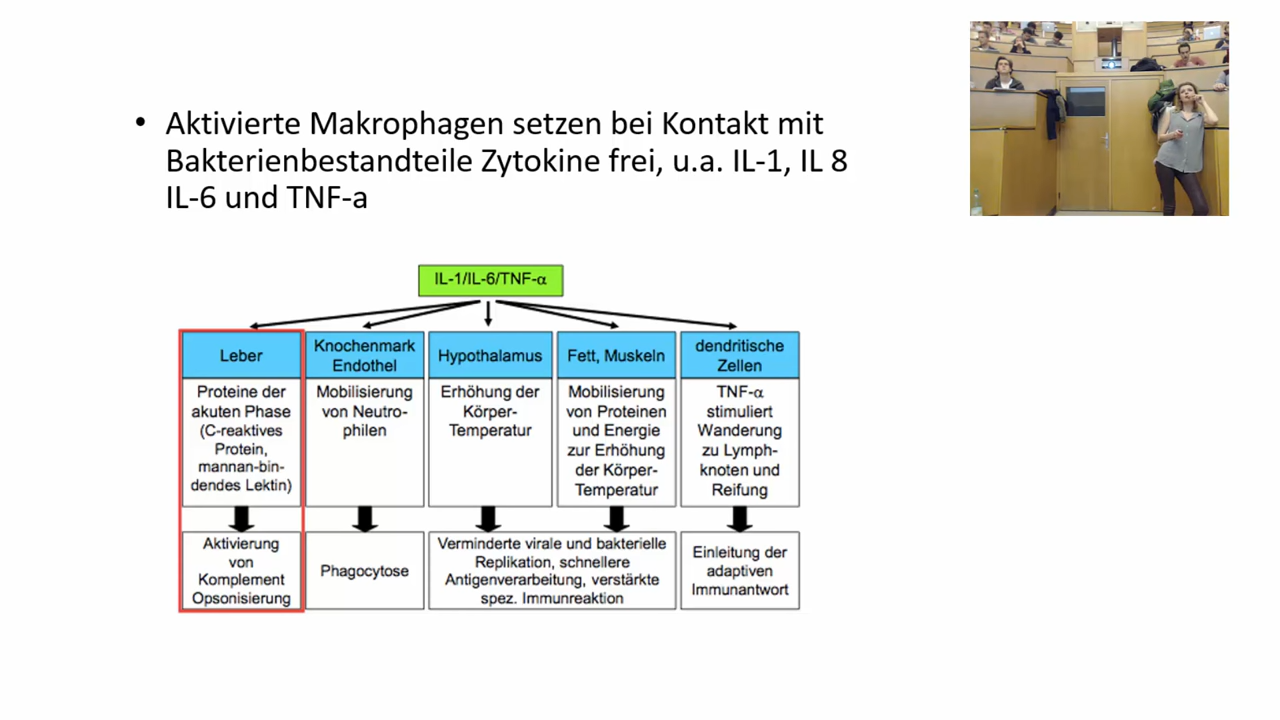 • Aktivierte Makrophagen setzen bei Kontakt mit
Bakterienbestandteile Zytokine frei, u.a. IL-1, IL 8
IL-6 und TNF-a
IL-1/IL-6/TNF-α
Leber
Proteine der
akuten Phase
(C-reaktives
Protein,
mannan-bin-
dendes Lektin)
Aktivierung
von
Komplement
Opsonisierung
Knochenmark
Endothel
Mobilisierung
von Neutro-
philen
Phagocytose
Hypothalamus
Erhöhung der
Körper-
Temperatur
Fett, Muskeln
Mobilisierung
von Proteinen
und Energie
zur Erhöhung
der Körper-
Temperatur
Verminderte virale und bakterielle
Replikation, schnellere
Antigenverarbeitung, verstärkte
spez. Immunreaktion
dendritische
Zellen
TNF-α
stimuliert
Wanderung
zu Lymph-
knoten und
Reifung
Einleitung der
adaptiven
Immunantwort